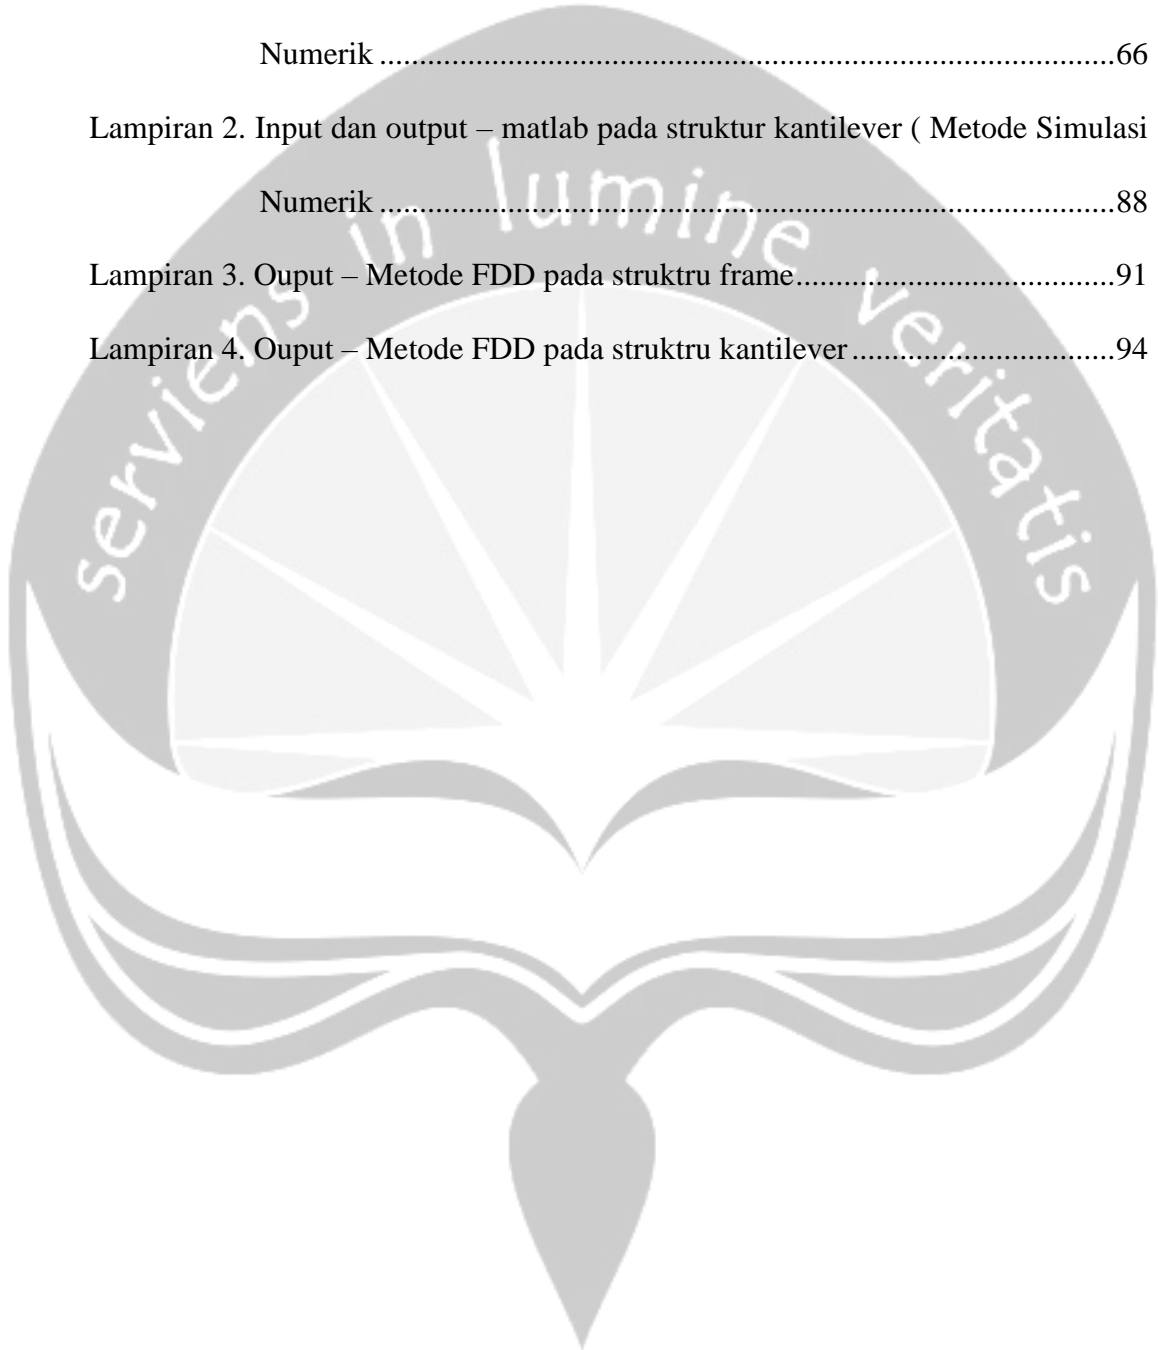 Numerik ..........................................................................................66
Lampiran 2. Input dan output – matlab pada struktur kantilever ( Metode Simulasi
Numerik ..........................................................................................88
Lampiran 3. Ouput – Metode FDD pada struktru frame.......................................91
Lampiran 4. Ouput – Metode FDD pada struktru kantilever ................................94
serviens in lumine veritatis